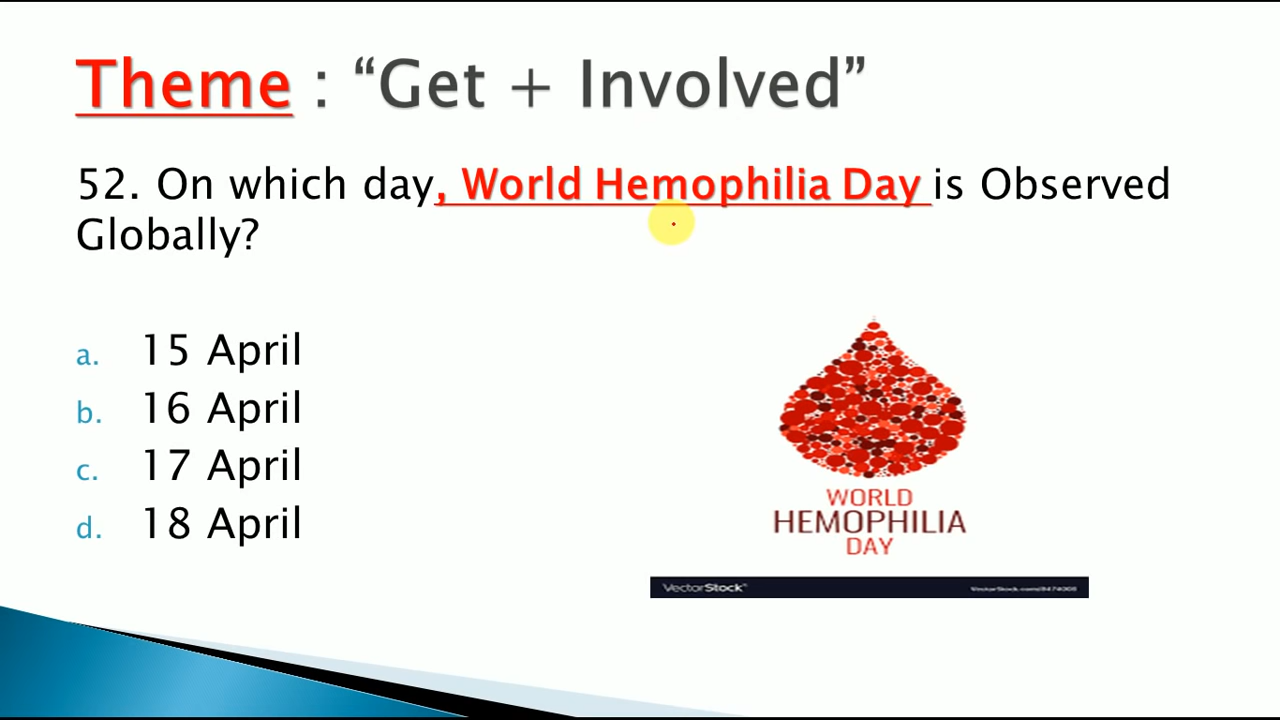 Theme : “Get + Involved”
52. On which day, World Hemophilia Day is Observed
Globally?
a. 15 April
b. 16 April
c. 17 April
d. 18 April
WORLD
HEMOPHILIA
DAY
VectorStock